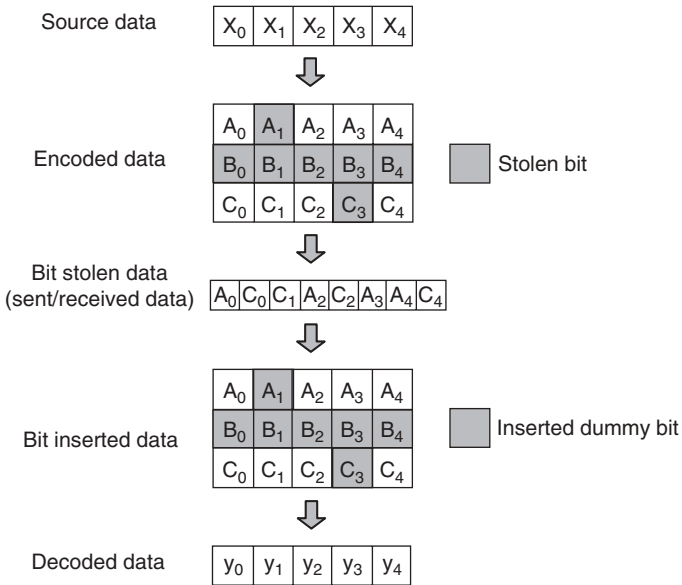 Source data X₀ X₁ X₂ X₃ X₄
A₀ A₁ A₂ A₃ A₄
Encoded data B₀ B₁ B₂ B₃ B₄ Stolen bit
C₀ C₁ C₂ C₃ C₄
Bit stolen data
(sent/received data) A₀ C₀ C₁ A₂ C₂ A₃ A₄ C₄
A₀ A₁ A₂ A₃ A₄
Bit inserted data B₀ B₁ B₂ B₃ B₄ Inserted dummy bit
C₀ C₁ C₂ C₃ C₄
Decoded data y₀ y₁ y₂ y₃ y₄